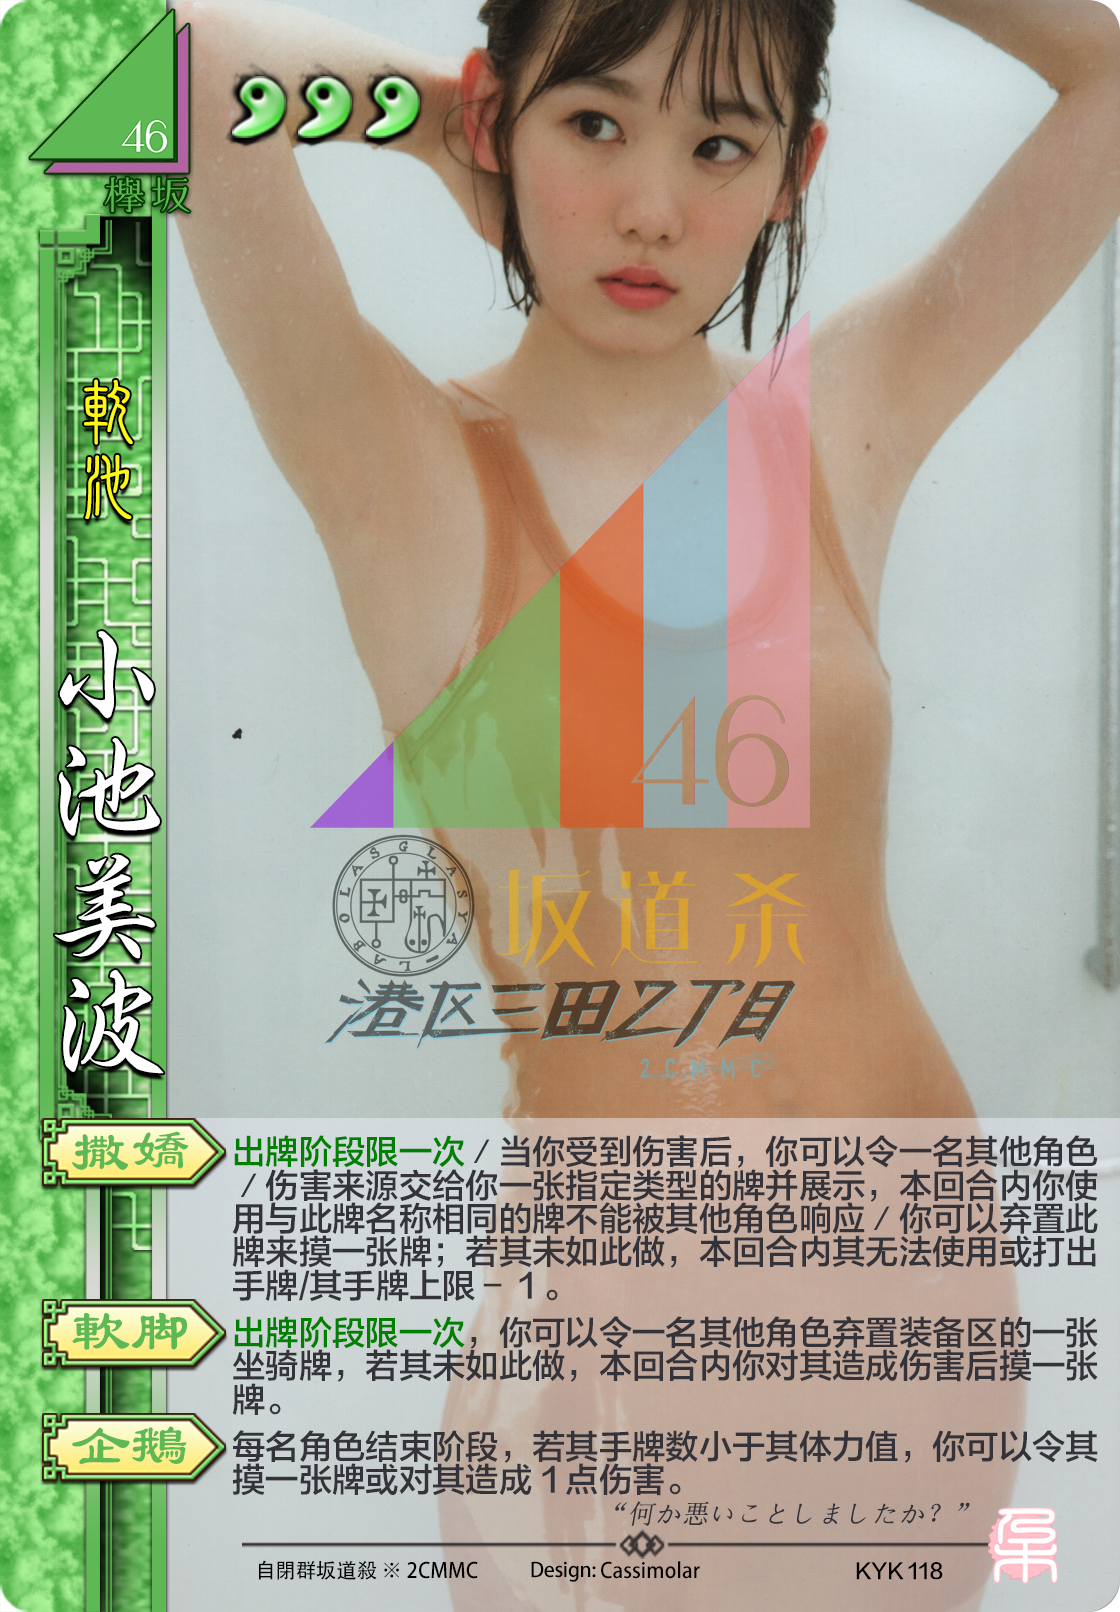 46
欅坂
軟池
小池美波
46
GLASYA-LABOLAS
坂道杀
港区三田2丁目
2CMMC
撒嬌
出牌阶段限一次 / 当你受到伤害后，你可以令一名其他角色
/ 伤害来源交给你一张指定类型的牌并展示，本回合内你使
用与此牌名称相同的牌不能被其他角色响应 / 你可以弃置此
牌来摸一张牌；若其未如此做，本回合内其无法使用或打出
手牌/其手牌上限－1。
軟脚
出牌阶段限一次，你可以令一名其他角色弃置装备区的一张
坐骑牌，若其未如此做，本回合内你对其造成伤害后摸一张
牌。
企鵝
每名角色结束阶段，若其手牌数小于其体力值，你可以令其
摸一张牌或对其造成 1点伤害。
“何か悪いことしましたか？”
自閉群坂道殺 ※ 2CMMC
Design: Cassimolar
KYK 118